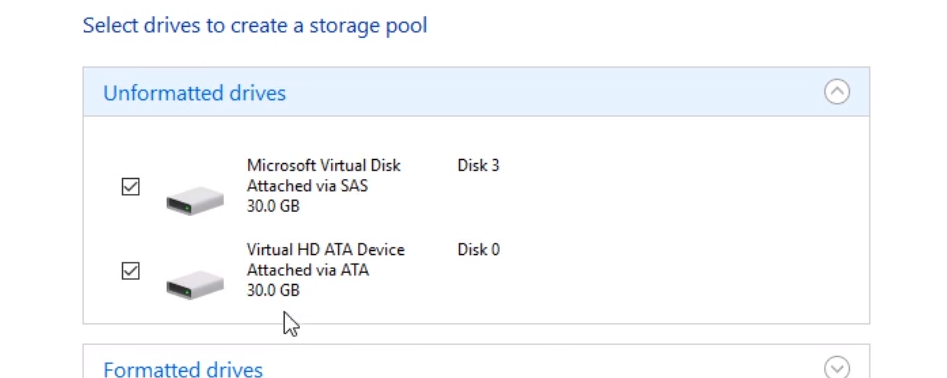 Select drives to create a storage pool
Unformatted drives
Microsoft Virtual Disk Disk 3
Attached via SAS
30.0 GB
Virtual HD ATA Device Disk 0
Attached via ATA
30.0 GB
Formatted drives